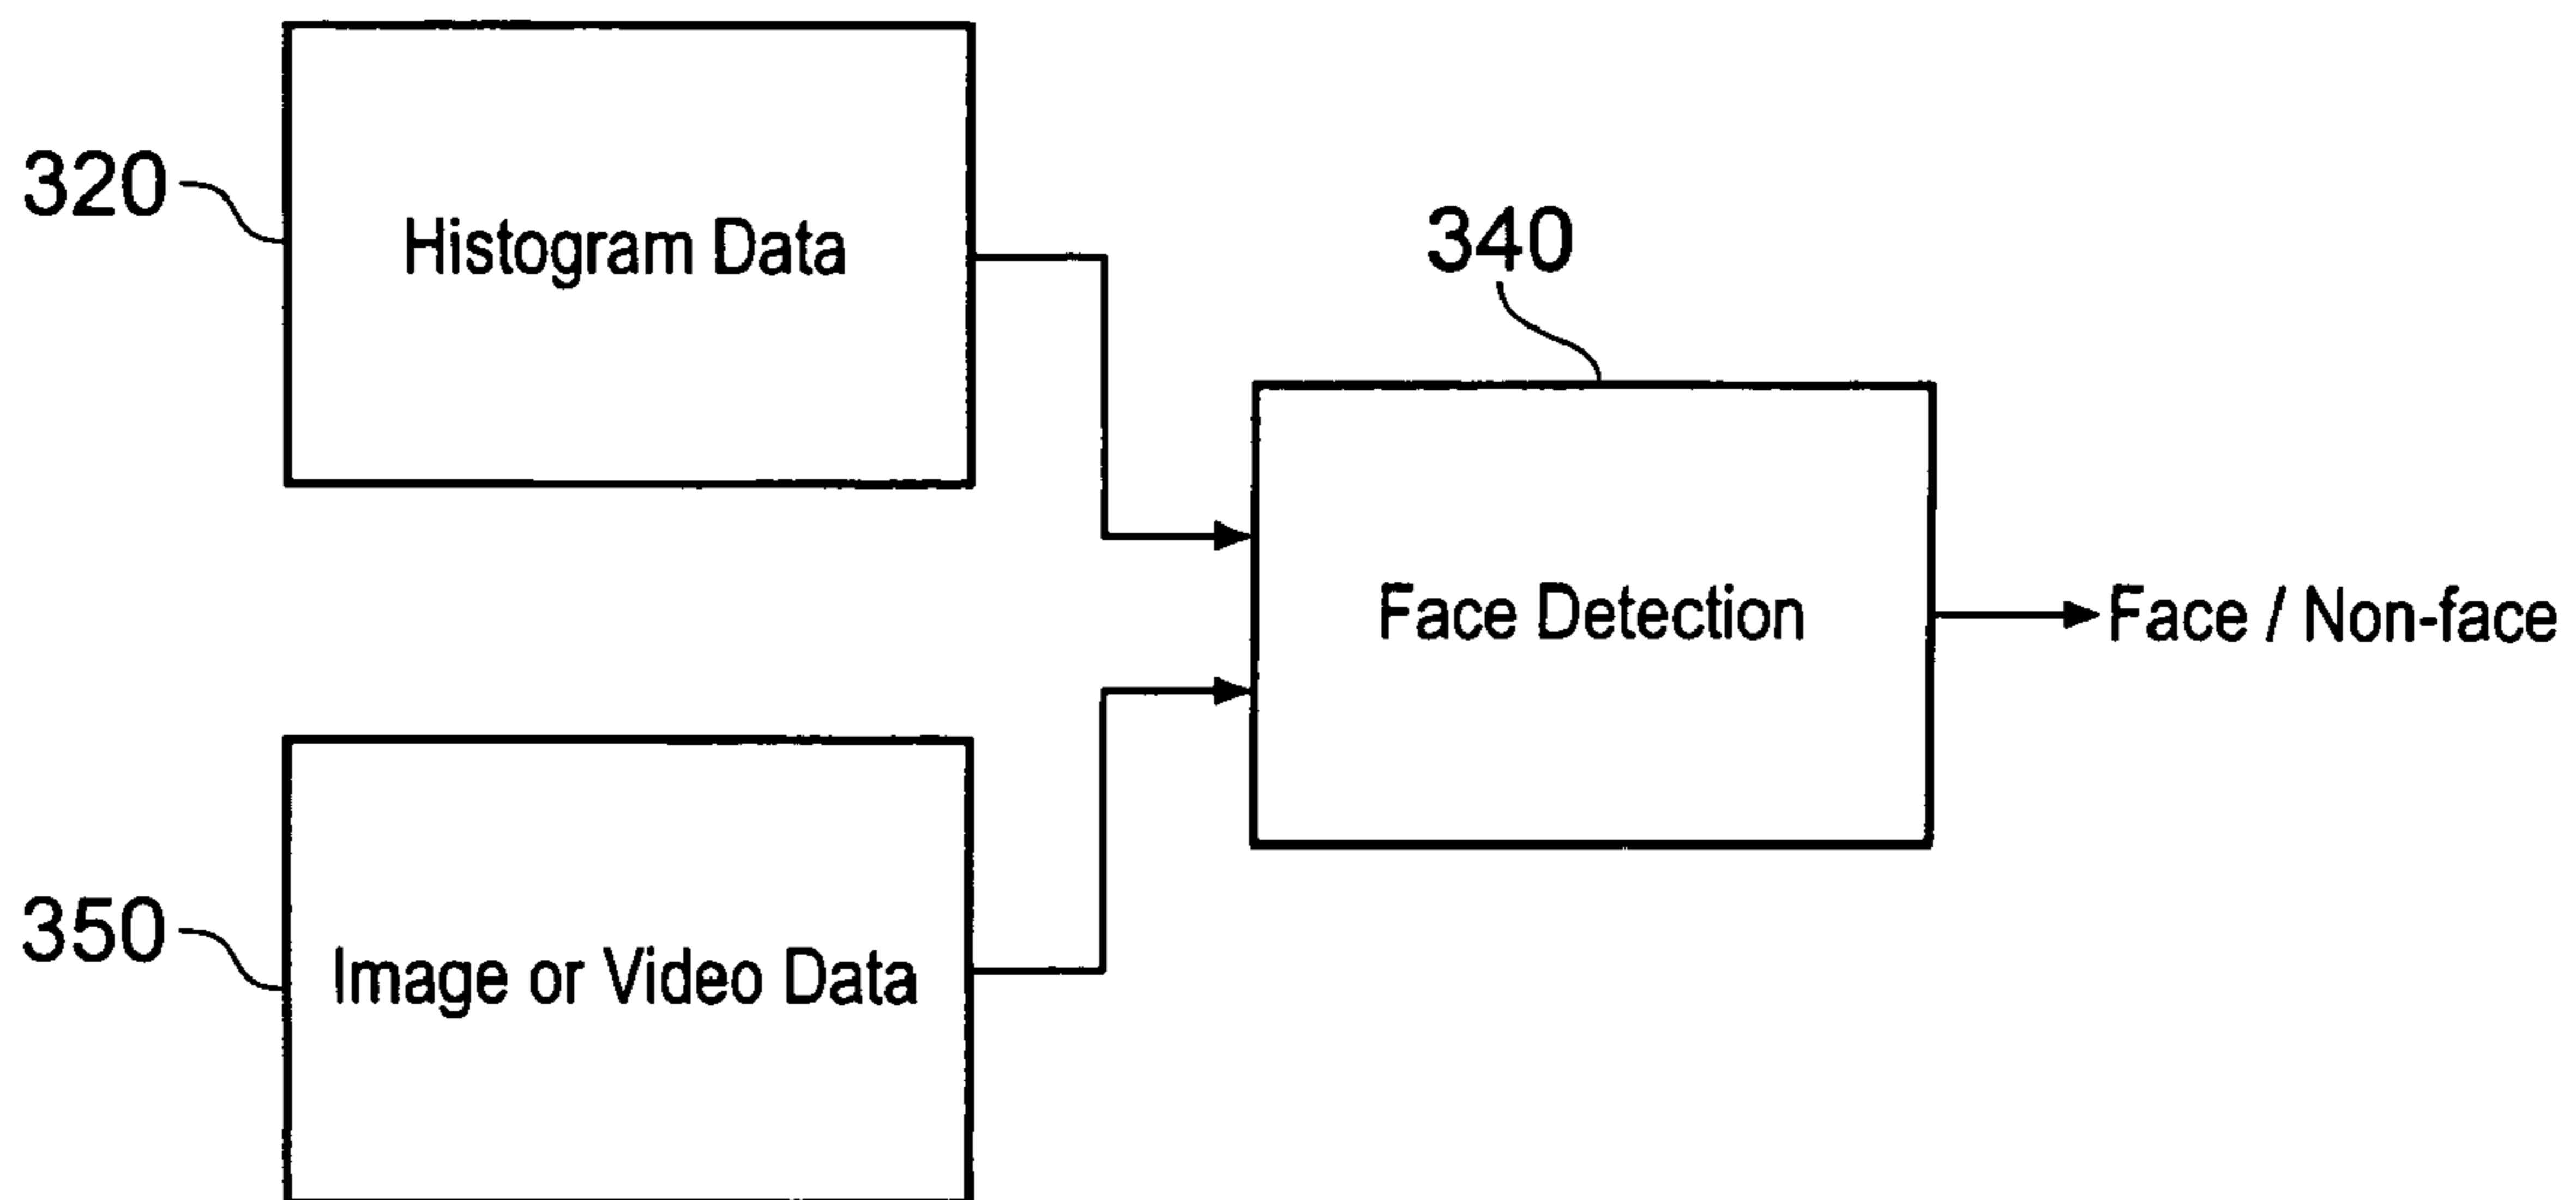 320
Histogram Data
340
Face Detection
Face / Non-face
350
Image or Video Data